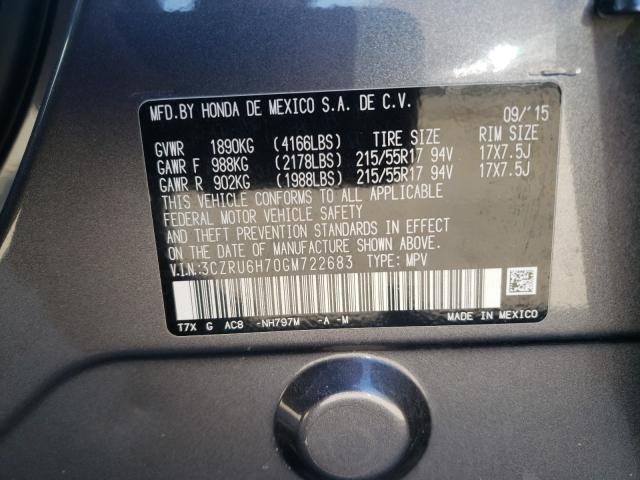 MFD.BY HONDA DE MEXICO S.A. DE C.V. 09/'15
GVWR 1890KG (4166LBS) TIRE SIZE RIM SIZE
GAWR F 988KG (2178LBS) 215/55R17 94V 17X7.5J
GAWR R 902KG (1988LBS) 215/55R17 94V 17X7.5J
THIS VEHICLE CONFORMS TO ALL APPLICABLE
FEDERAL MOTOR VEHICLE SAFETY
AND THEFT PREVENTION STANDARDS IN EFFECT
ON THE DATE OF MANUFACTURE SHOWN ABOVE.
V.I.N.:3CZRU6H70GM722683 TYPE: MPV
T7X G AC8 -NH797M -A -M MADE IN MEXICO